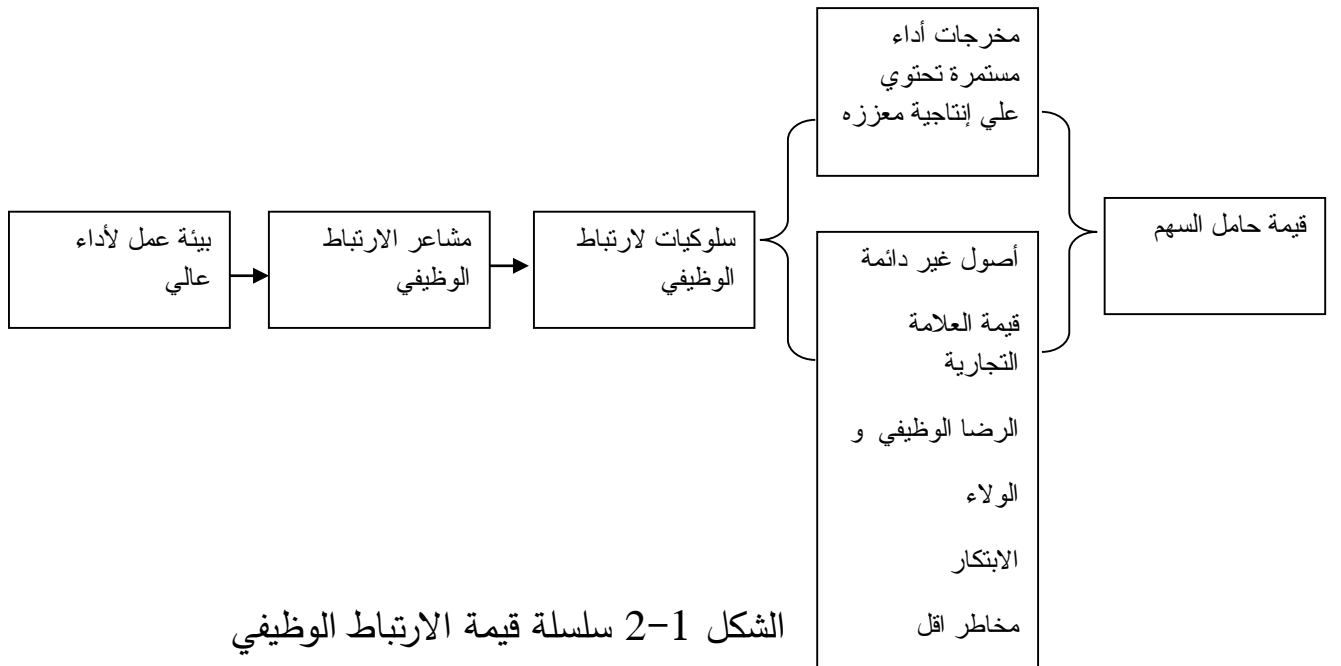 مخرجات أداء
مستمرة تحتوي
علي إنتاجية معززه
بيئة عمل لأداء
عالي
مشاعر الارتباط
الوظيفي
سلوكيات لارتباط
الوظيفي
أصول غير دائمة
قيمة العلامة
التجارية
الرضا الوظيفي و
الولاء
الابتكار
مخاطر اقل
قيمة حامل السهم
الشكل 1-2 سلسلة قيمة الارتباط الوظيفي